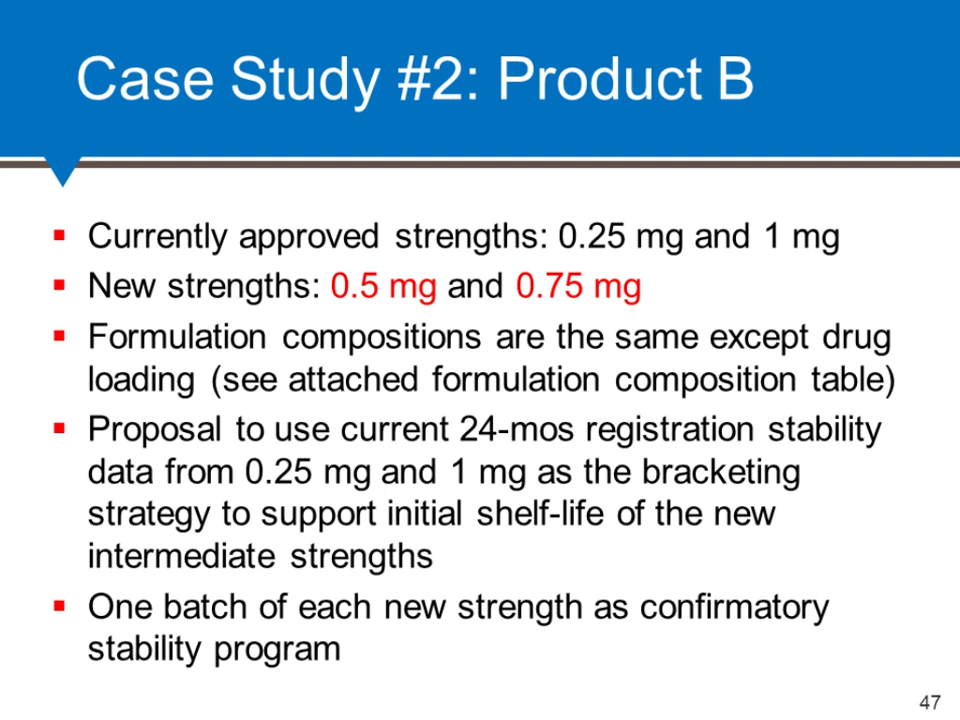 Case Study #2: Product B
▪ Currently approved strengths: 0.25 mg and 1 mg
▪ New strengths: 0.5 mg and 0.75 mg
▪ Formulation compositions are the same except drug
loading (see attached formulation composition table)
▪ Proposal to use current 24-mos registration stability
data from 0.25 mg and 1 mg as the bracketing
strategy to support initial shelf-life of the new
intermediate strengths
▪ One batch of each new strength as confirmatory
stability program
47